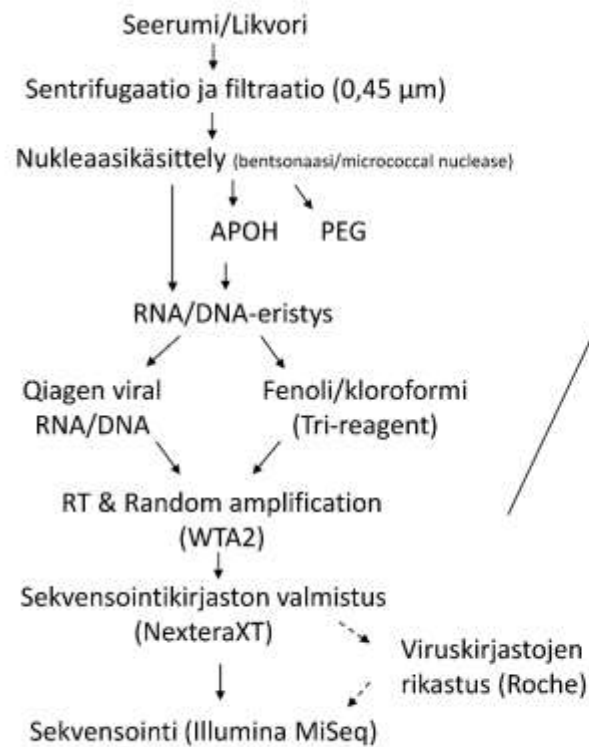 Seerumi/Likvori
Sentrifugaatio ja filtraatio (0,45 µm)
Nukleaasikäsittely (bentsonaasi/micrococcal nuclease)
APOH PEG
RNA/DNA-eristys
Qiagen viral
RNA/DNA
Fenoli/kloroformi
(Tri-reagent)
RT & Random amplification
(WTA2)
Sekvensointikirjaston valmistus
(NexteraXT)
Viruskirjastojen
rikastus (Roche)
Sekvensointi (Illumina MiSeq)